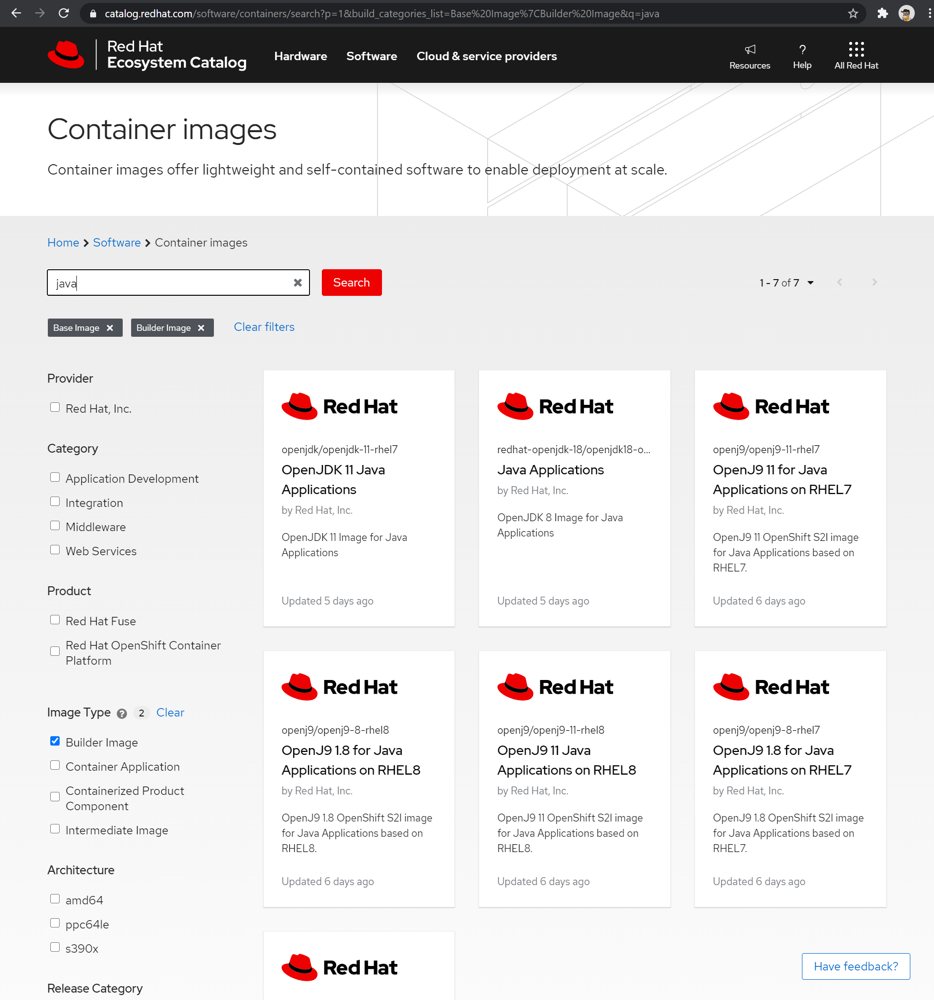 catalog.redhat.com/software/containers/search?p=1&build_categories_list=Base%20Image%7CBuilder%20Image&q=java
Red Hat
Ecosystem Catalog
Hardware
Software
Cloud & service providers
Resources
Help
All Red Hat
Container images
Container images offer lightweight and self-contained software to enable deployment at scale.
Home > Software > Container images
java
Search
1 - 7 of 7
Base Image
Builder Image
Clear filters
Provider
Red Hat, Inc.
Category
Application Development
Integration
Middleware
Web Services
Product
Red Hat Fuse
Red Hat OpenShift Container
Platform
Image Type ? 2 Clear
Builder Image
Container Application
Containerized Product
Component
Intermediate Image
Architecture
amd64
ppc64le
s390x
Release Category
Red Hat
openjdk/openjdk-11-rhel7
OpenJDK 11 Java
Applications
by Red Hat, Inc.
OpenJDK 11 Image for Java
Applications
Updated 5 days ago
Red Hat
redhat-openjdk-18/openjdk18-o...
Java Applications
by Red Hat, Inc.
OpenJDK 8 Image for Java
Applications
Updated 5 days ago
Red Hat
openj9/openj9-11-rhel7
OpenJ9 11 for Java
Applications on RHEL7
by Red Hat, Inc.
OpenJ9 11 OpenShift S2I image
for Java Applications based on
RHEL7.
Updated 6 days ago
Red Hat
openj9/openj9-8-rhel8
OpenJ9 1.8 for Java
Applications on RHEL8
by Red Hat, Inc.
OpenJ9 1.8 OpenShift S2I image
for Java Applications based on
RHEL8.
Updated 6 days ago
Red Hat
openj9/openj9-11-rhel8
OpenJ9 11 Java
Applications on RHEL8
by Red Hat, Inc.
OpenJ9 11 OpenShift S2I image
for Java Applications based on
RHEL8.
Updated 6 days ago
Red Hat
openj9/openj9-8-rhel7
OpenJ9 1.8 for Java
Applications on RHEL7
by Red Hat, Inc.
OpenJ9 1.8 OpenShift S2I image
for Java Applications based on
RHEL7.
Updated 6 days ago
Red Hat
Have feedback?